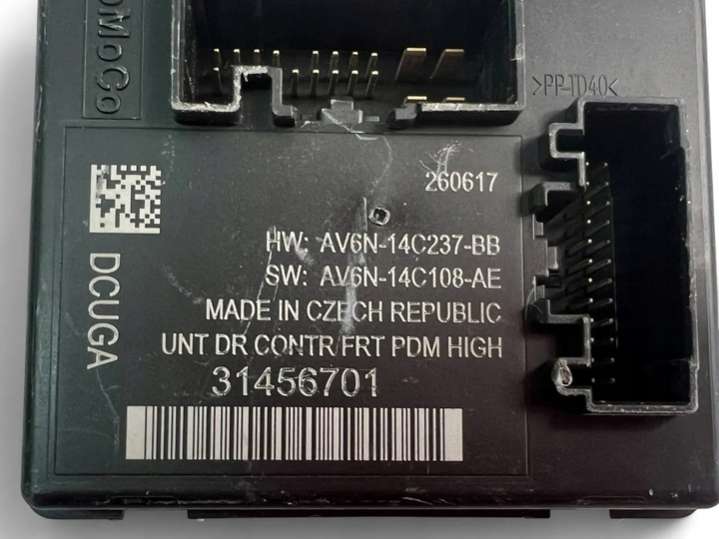 MoCo
>PP-TD40<
260617
HW: AV6N-14C237-BB
SW: AV6N-14C108-AE
MADE IN CZECH REPUBLIC
UNT DR CONTR/FRT PDM HIGH
31456701
DCUGA